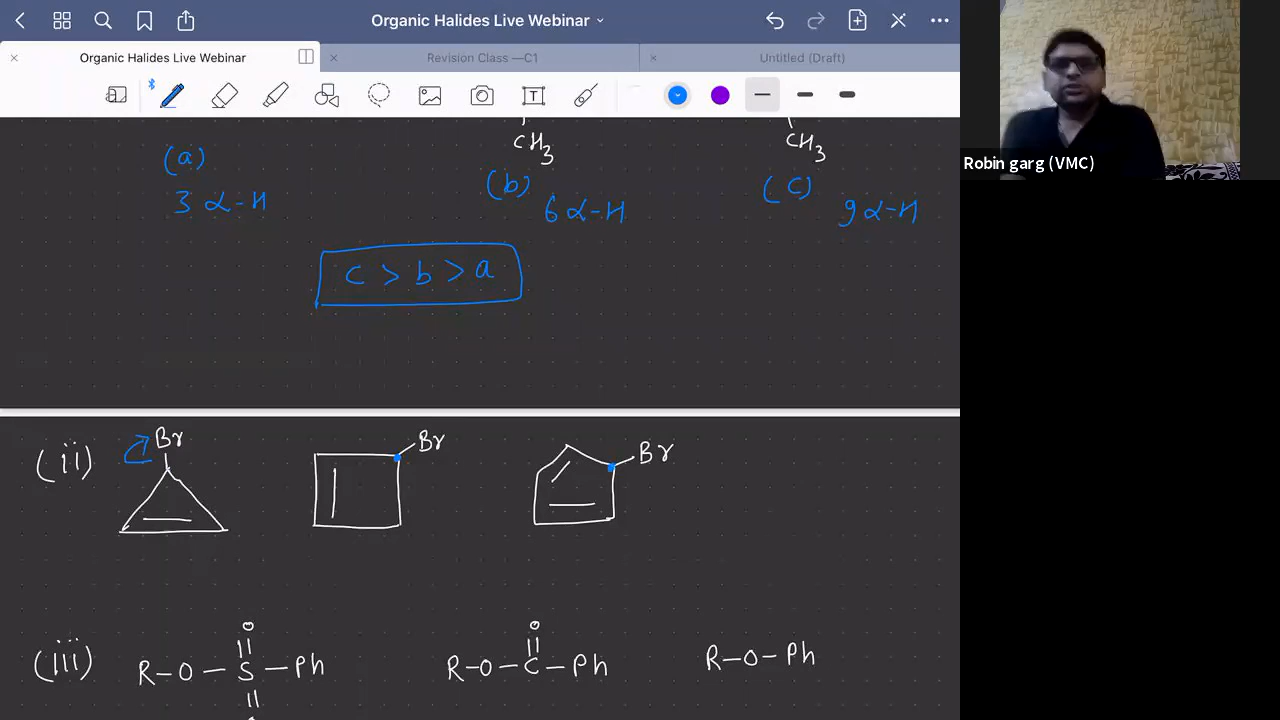 Organic Halides Live Webinar
Organic Halides Live Webinar
Revision Class —C1
Untitled (Draft)
T
CH3
CH3
(a)
(b)
(c)
3 α-H
6 α-H
9 α-H
c > b > a
Robin garg (VMC)
(ii)
Br
Br
Br
(iii)
O
R-O-S-Ph
O
R-O-C-Ph
R-O-Ph